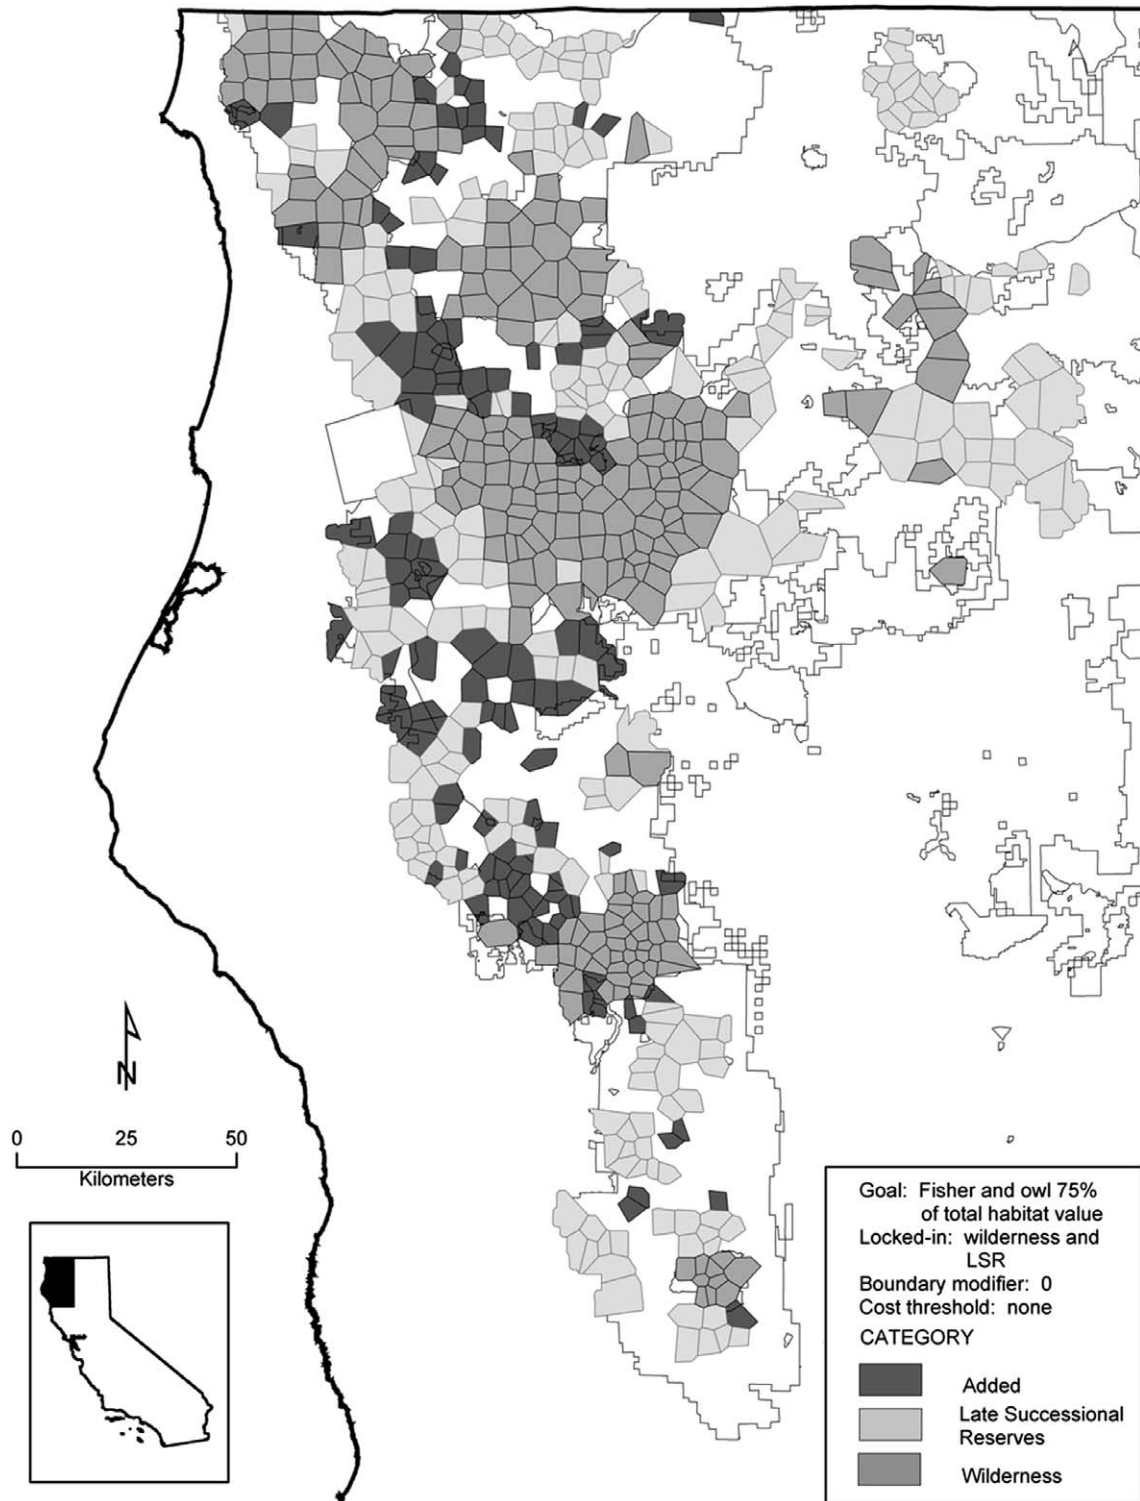 N
0 25 50
Kilometers
Goal: Fisher and owl 75%
of total habitat value
Locked-in: wilderness and
LSR
Boundary modifier: 0
Cost threshold: none
CATEGORY
Added
Late Successional
Reserves
Wilderness